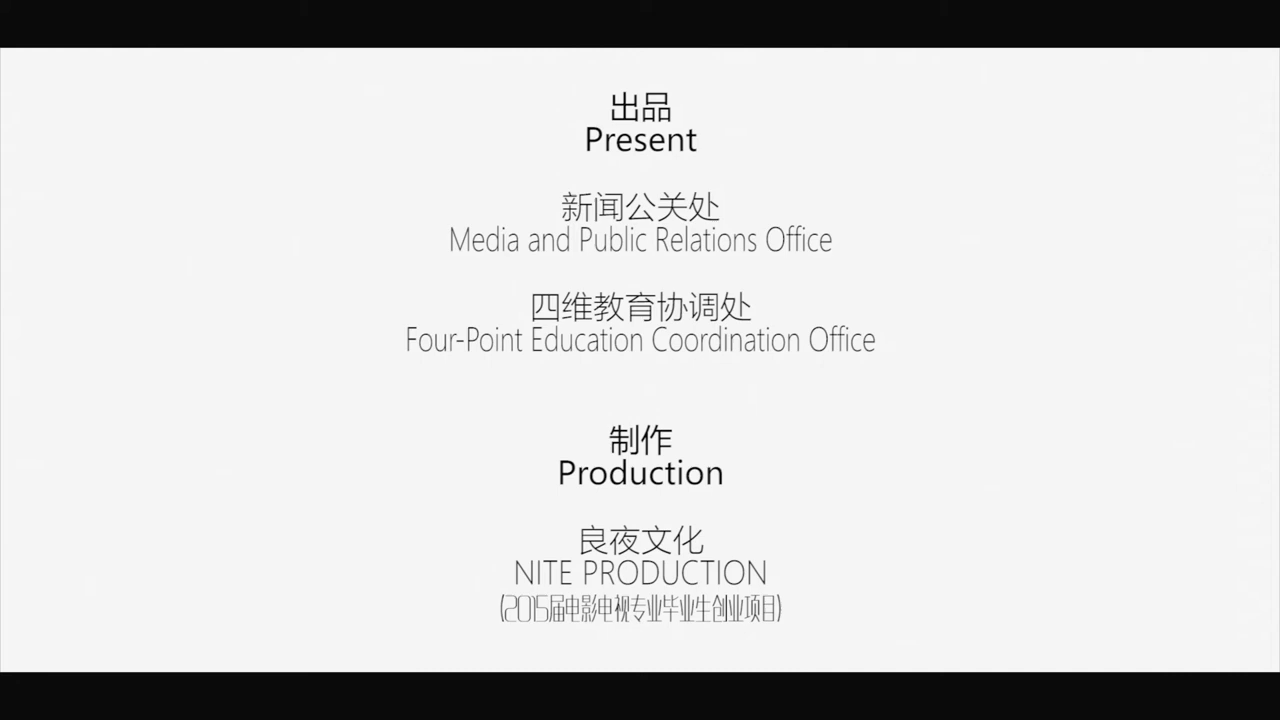 出品
Present
新闻公关处
Media and Public Relations Office
四维教育协调处
Four-Point Education Coordination Office
制作
Production
良夜文化
NITE PRODUCTION
(2015届电影电视专业毕业生创业项目)